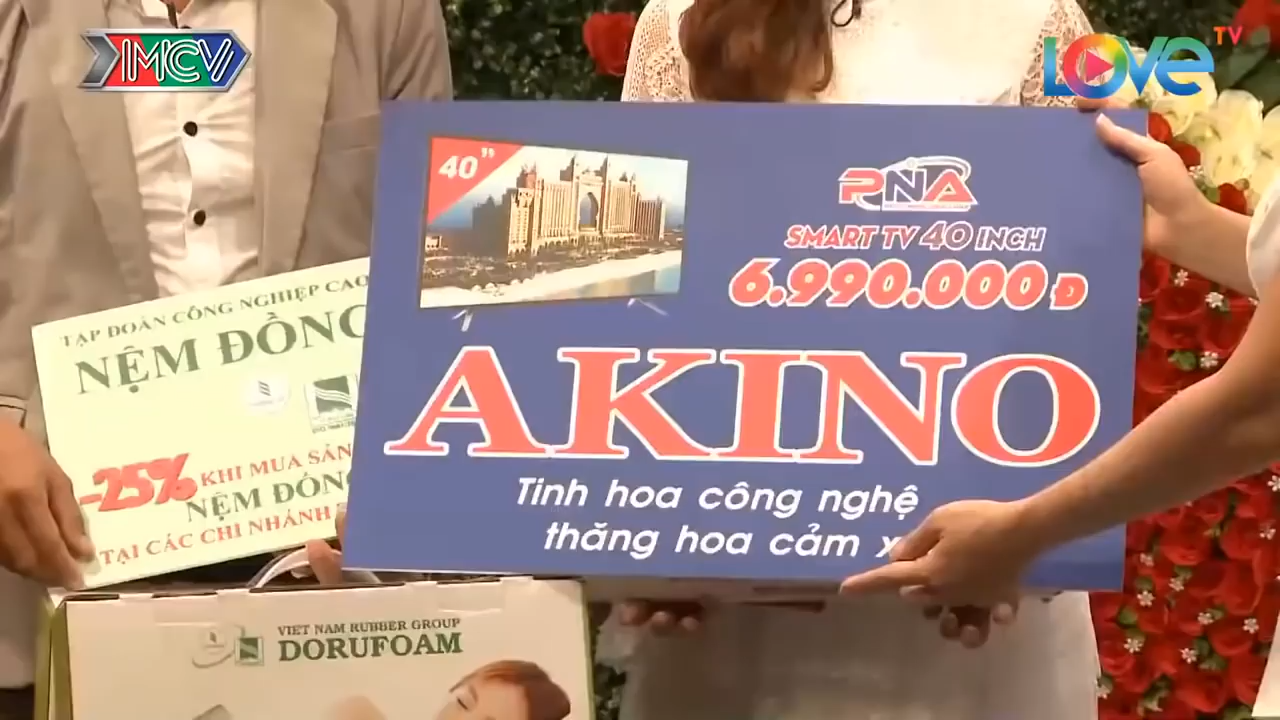 MCV
LOVE TV
40"
PNA
SMART TV 40 INCH
6.990.000 Đ
AKINO
Tinh hoa công nghệ
thăng hoa cảm x
TẬP ĐOÀN CÔNG NGHIỆP CAO
NỆM ĐỒNG
-25% KHI MUA SẢN
NỆM ĐỒNG
TẠI CÁC CHI NHÁNH
VIET NAM RUBBER GROUP
DORUFOAM